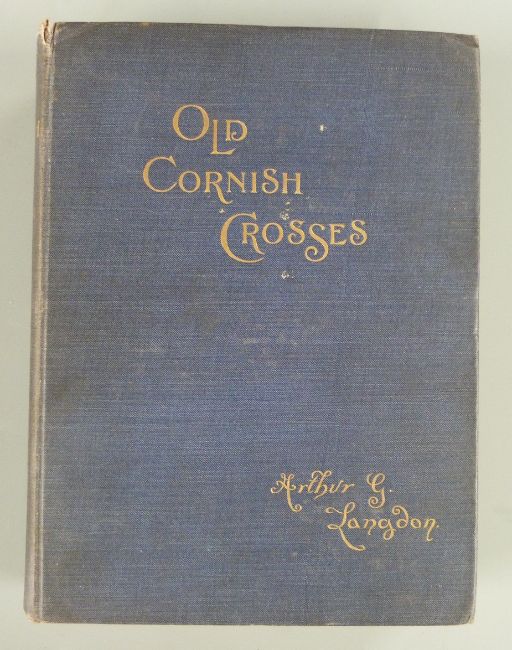 OLD
CORNISH
CROSSES
Arthur G.
Langdon.